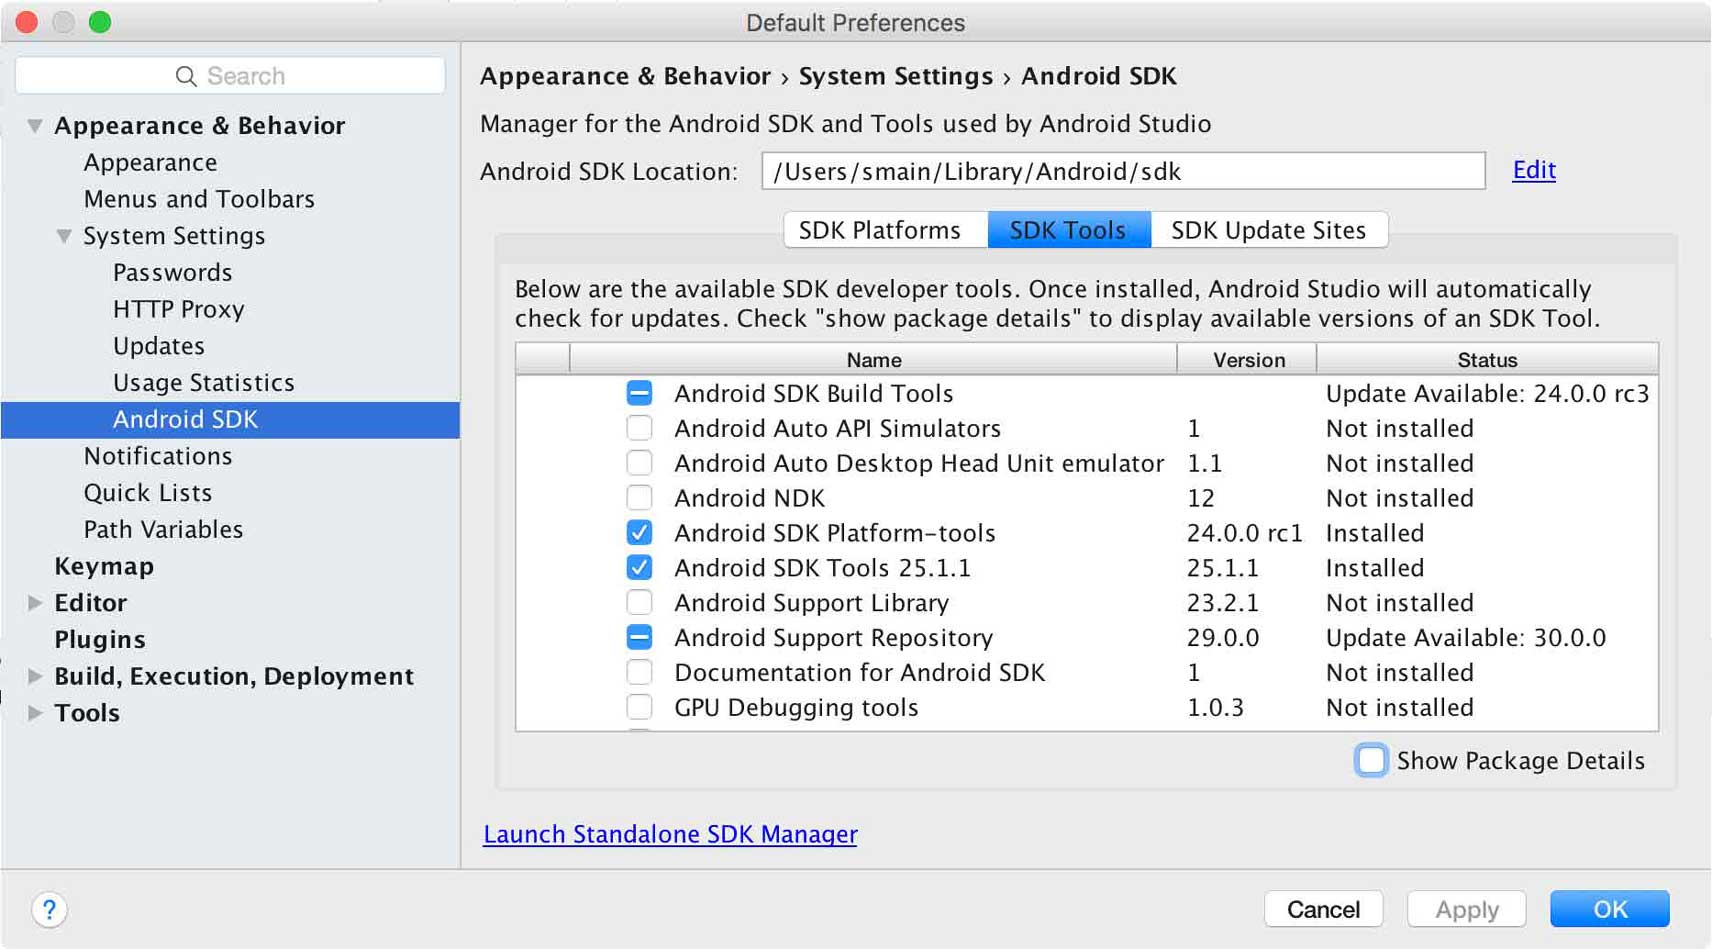 Default Preferences
Search
Appearance & Behavior
Appearance
Menus and Toolbars
System Settings
Passwords
HTTP Proxy
Updates
Usage Statistics
Android SDK
Notifications
Quick Lists
Path Variables
Keymap
Editor
Plugins
Build, Execution, Deployment
Tools
Appearance & Behavior › System Settings › Android SDK
Manager for the Android SDK and Tools used by Android Studio
Android SDK Location: /Users/smain/Library/Android/sdk Edit
SDK Platforms SDK Tools SDK Update Sites
Below are the available SDK developer tools. Once installed, Android Studio will automatically
check for updates. Check "show package details" to display available versions of an SDK Tool.
Name Version Status
Android SDK Build Tools Update Available: 24.0.0 rc3
Android Auto API Simulators 1 Not installed
Android Auto Desktop Head Unit emulator 1.1 Not installed
Android NDK 12 Not installed
Android SDK Platform-tools 24.0.0 rc1 Installed
Android SDK Tools 25.1.1 25.1.1 Installed
Android Support Library 23.2.1 Not installed
Android Support Repository 29.0.0 Update Available: 30.0.0
Documentation for Android SDK 1 Not installed
GPU Debugging tools 1.0.3 Not installed
Show Package Details
Launch Standalone SDK Manager
? Cancel Apply OK